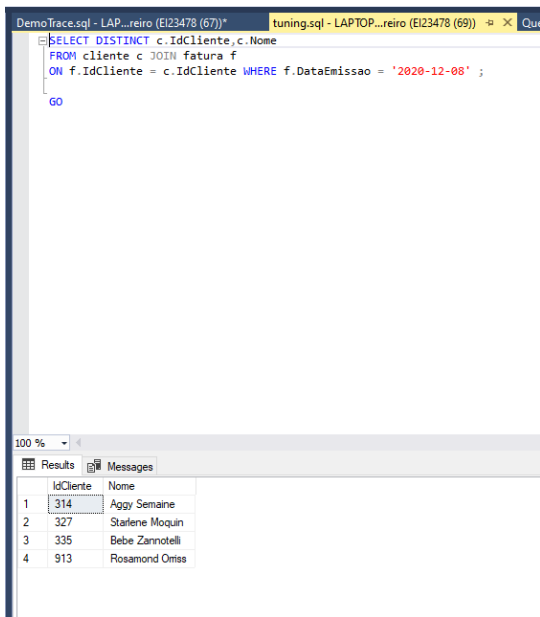 DemoTrace.sql - LAP...reiro (EI23478 (67))* tuning.sql - LAPTOP...reiro (EI23478 (69)) Que
SELECT DISTINCT c.IdCliente,c.Nome
FROM cliente c JOIN fatura f
ON f.IdCliente = c.IdCliente WHERE f.DataEmissao = '2020-12-08' ;
GO
100 %
Results Messages
IdCliente Nome
1 314 Aggy Semaine
2 327 Starlene Moquin
3 335 Bebe Zannotelli
4 913 Rosamond Orriss